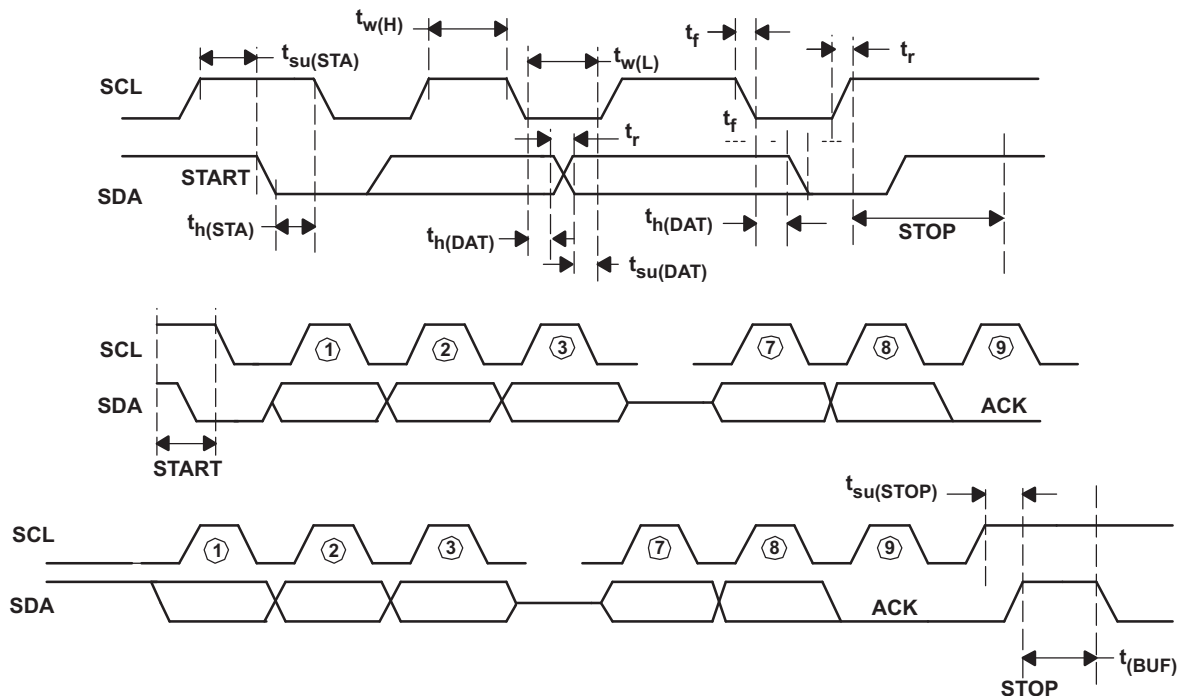 t_w(H)
t_f
t_su(STA)
t_w(L)
t_r
SCL
t_r
t_f
START
SDA
t_h(STA)
t_h(DAT)
t_h(DAT)
STOP
t_su(DAT)
SCL
1 2 3 7 8 9
SDA
ACK
START
t_su(STOP)
SCL
1 2 3 7 8 9
SDA
ACK
t_(BUF)
STOP